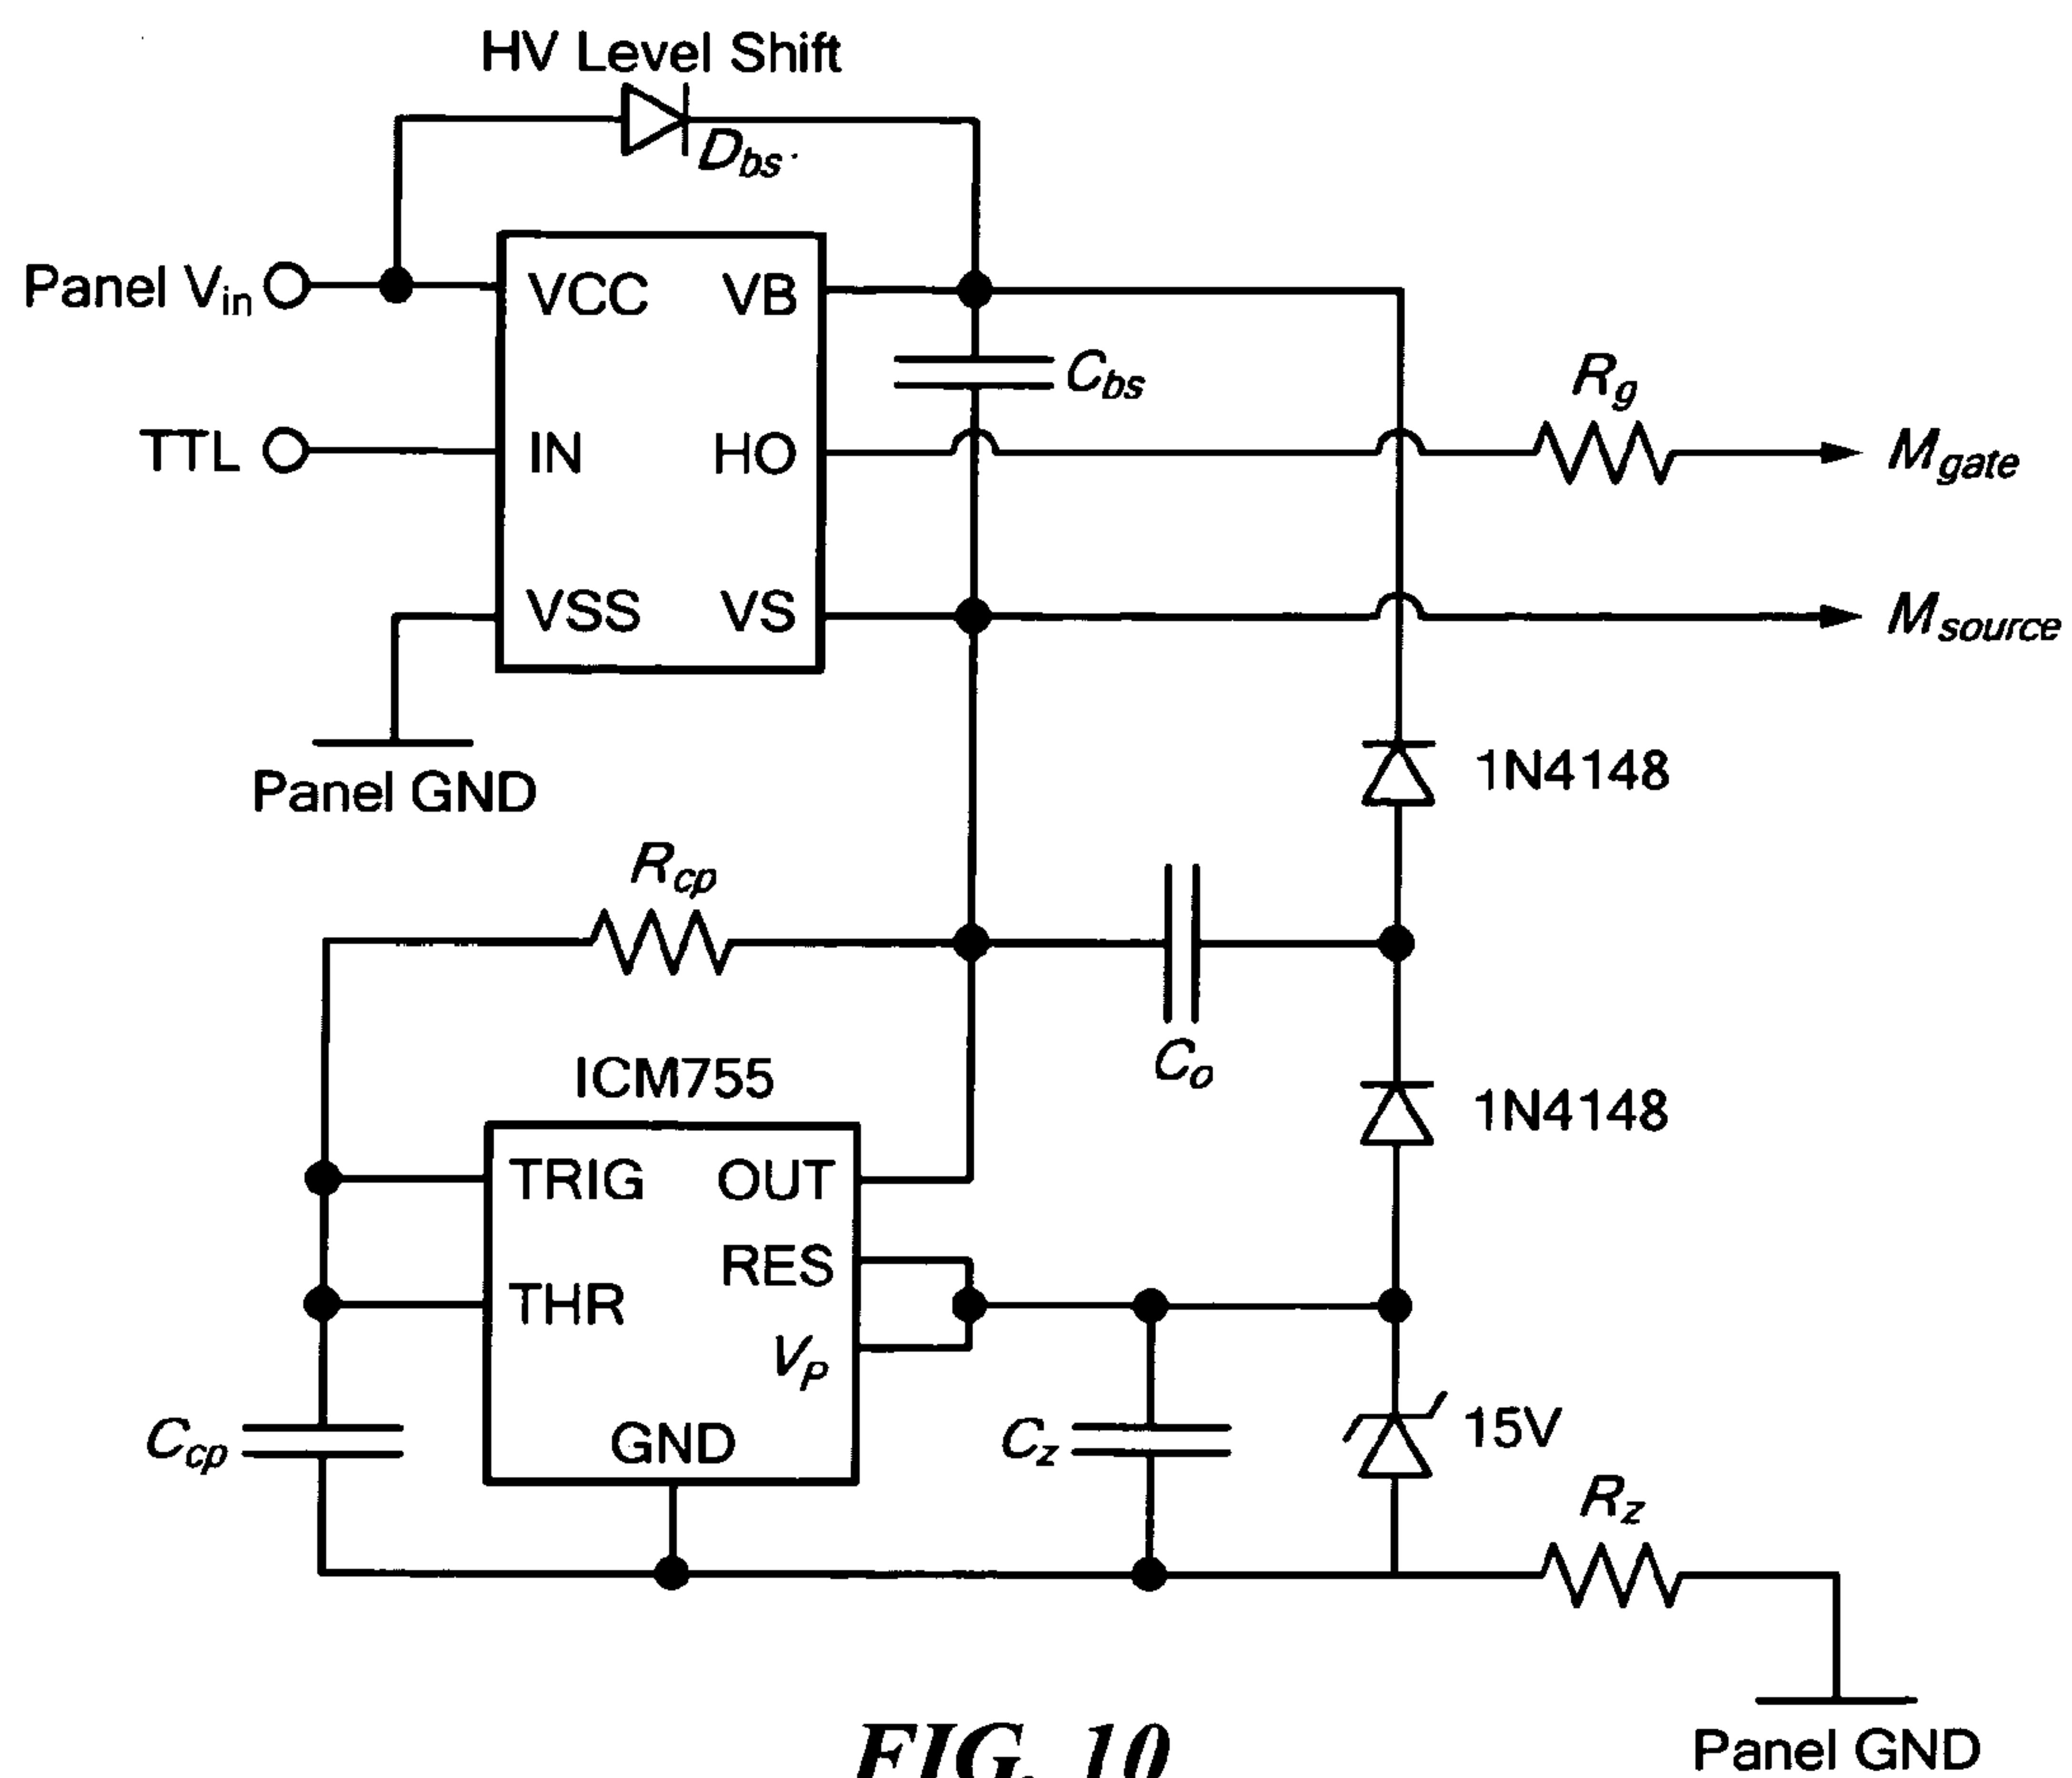 HV Level Shift
Dbs
Panel Vin
VCC
VB
Cbs
Rg
TTL
IN
HO
Mgate
VSS
VS
Msource
Panel GND
1N4148
Rcp
Co
ICM755
1N4148
TRIG
OUT
RES
THR
VP
GND
Ccp
Cz
15V
Rz
Panel GND
FIG. 10